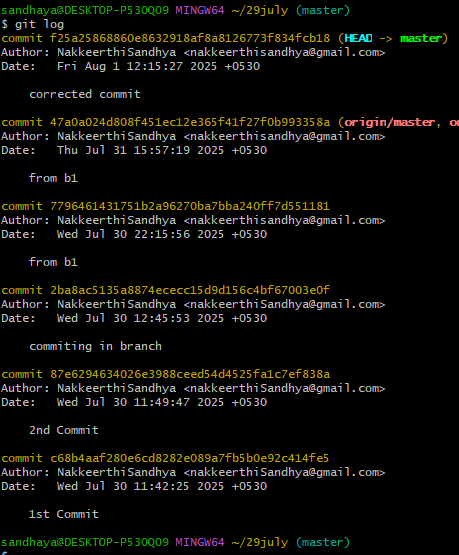 sandhaya@DESKTOP-P530QO9 MINGW64 ~/29july (master)
$ git log
commit f25a25868860e8632918af8a8126773f834fcb18 (HEAD -> master)
Author: NakkeerthiSandhya <nakkeerthisandhya@gmail.com>
Date:   Fri Aug 1 12:15:27 2025 +0530

    corrected commit

commit 47a0a024d808f451ec12e365f41f27f0b993358a (origin/master,
Author: NakkeerthiSandhya <nakkeerthisandhya@gmail.com>
Date:   Thu Jul 31 15:57:19 2025 +0530

    from b1

commit 7796461431751b2a96270ba7bba240ff7d551181
Author: NakkeerthiSandhya <nakkeerthisandhya@gmail.com>
Date:   Wed Jul 30 22:15:56 2025 +0530

    from b1

commit 2ba8ac5135a8874ececc15d9d156c4bf67003e0f
Author: NakkeerthiSandhya <nakkeerthisandhya@gmail.com>
Date:   Wed Jul 30 12:45:53 2025 +0530

    commiting in branch

commit 87e6294634026e3988ceed54d4525fa1c7ef838a
Author: NakkeerthiSandhya <nakkeerthisandhya@gmail.com>
Date:   Wed Jul 30 11:49:47 2025 +0530

    2nd Commit

commit c68b4aaf280e6cd8282e089a7fb5b0e92c414fe5
Author: NakkeerthiSandhya <nakkeerthisandhya@gmail.com>
Date:   Wed Jul 30 11:42:25 2025 +0530

    1st Commit

sandhaya@DESKTOP-P530QO9 MINGW64 ~/29july (master)